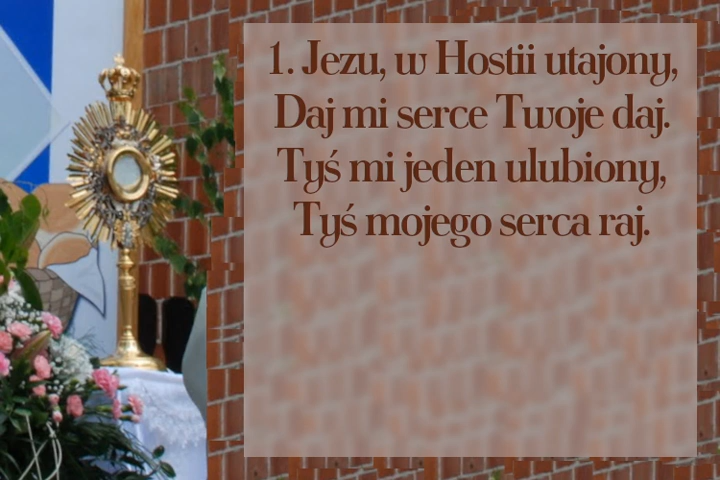 1. Jezu, w Hostii utajony,
Daj mi serce Twoje daj.
Tyś mi jeden ulubiony,
Tyś mojego serca raj.